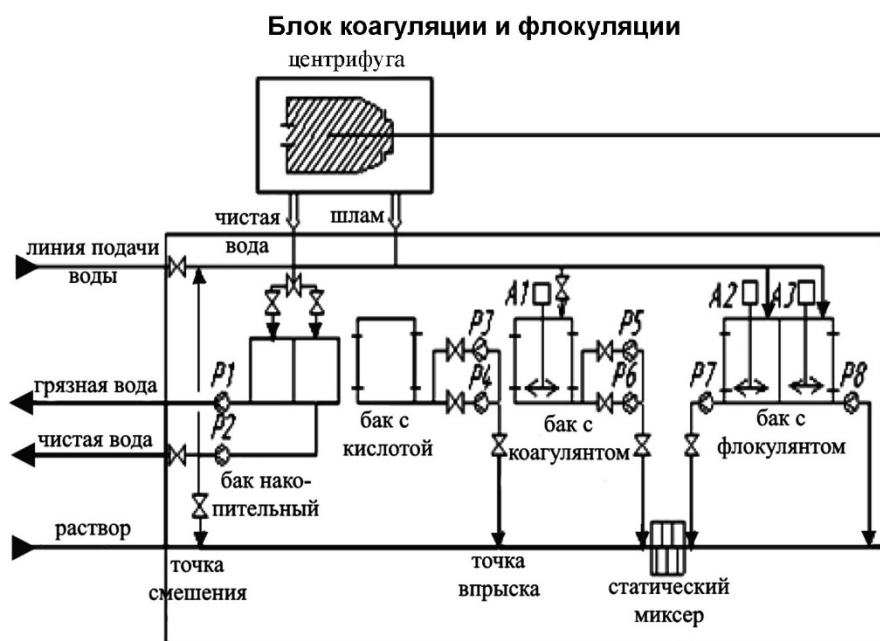 Блок коагуляции и флокуляции
центрифуга
чистая
вода
шлам
линия подачи
воды
A1
A2
A3
P3
P5
P1
P4
P6
P7
P8
грязная вода
P2
чистая вода
бак с
кислотой
бак с
коагулянтом
бак с
флокулянтом
бак нако-
пительный
раствор
точка
смешения
точка
впрыска
статический
миксер